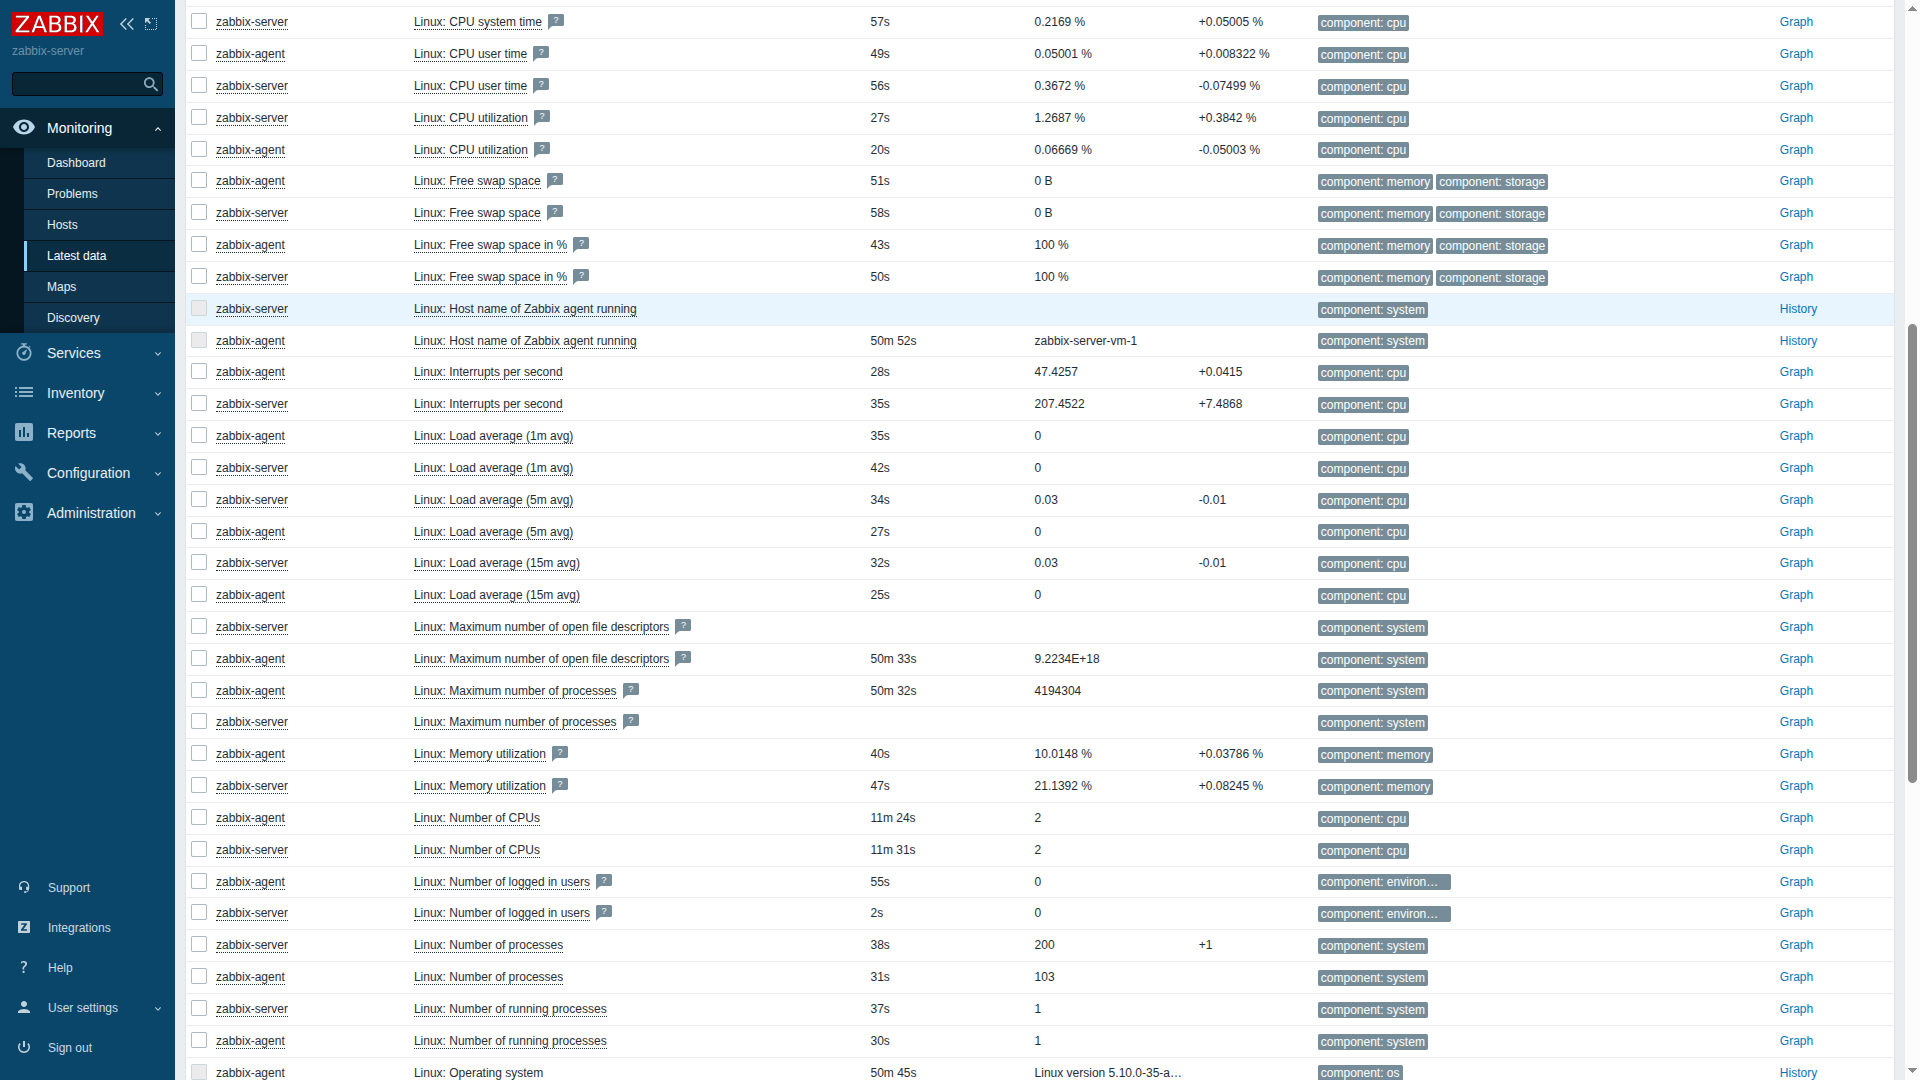 ZABBIX
zabbix-server
Monitoring
Dashboard
Problems
Hosts
Latest data
Maps
Discovery
Services
Inventory
Reports
Configuration
Administration
Support
Integrations
Help
User settings
Sign out
zabbix-server Linux: CPU system time ? 57s 0.2169 % +0.05005 % component: cpu Graph
zabbix-agent Linux: CPU user time ? 49s 0.05001 % +0.008322 % component: cpu Graph
zabbix-server Linux: CPU user time ? 56s 0.3672 % -0.07499 % component: cpu Graph
zabbix-server Linux: CPU utilization ? 27s 1.2687 % +0.3842 % component: cpu Graph
zabbix-agent Linux: CPU utilization ? 20s 0.06669 % -0.05003 % component: cpu Graph
zabbix-agent Linux: Free swap space ? 51s 0 B component: memory component: storage Graph
zabbix-server Linux: Free swap space ? 58s 0 B component: memory component: storage Graph
zabbix-agent Linux: Free swap space in % ? 43s 100 % component: memory component: storage Graph
zabbix-server Linux: Free swap space in % ? 50s 100 % component: memory component: storage Graph
zabbix-server Linux: Host name of Zabbix agent running component: system History
zabbix-agent Linux: Host name of Zabbix agent running 50m 52s zabbix-server-vm-1 component: system History
zabbix-agent Linux: Interrupts per second 28s 47.4257 +0.0415 component: cpu Graph
zabbix-server Linux: Interrupts per second 35s 207.4522 +7.4868 component: cpu Graph
zabbix-agent Linux: Load average (1m avg) 35s 0 component: cpu Graph
zabbix-server Linux: Load average (1m avg) 42s 0 component: cpu Graph
zabbix-server Linux: Load average (5m avg) 34s 0.03 -0.01 component: cpu Graph
zabbix-agent Linux: Load average (5m avg) 27s 0 component: cpu Graph
zabbix-server Linux: Load average (15m avg) 32s 0.03 -0.01 component: cpu Graph
zabbix-agent Linux: Load average (15m avg) 25s 0 component: cpu Graph
zabbix-server Linux: Maximum number of open file descriptors ? component: system Graph
zabbix-agent Linux: Maximum number of open file descriptors ? 50m 33s 9.2234E+18 component: system Graph
zabbix-agent Linux: Maximum number of processes ? 50m 32s 4194304 component: system Graph
zabbix-server Linux: Maximum number of processes ? component: system Graph
zabbix-agent Linux: Memory utilization ? 40s 10.0148 % +0.03786 % component: memory Graph
zabbix-server Linux: Memory utilization ? 47s 21.1392 % +0.08245 % component: memory Graph
zabbix-agent Linux: Number of CPUs 11m 24s 2 component: cpu Graph
zabbix-server Linux: Number of CPUs 11m 31s 2 component: cpu Graph
zabbix-agent Linux: Number of logged in users ? 55s 0 component: environ… Graph
zabbix-server Linux: Number of logged in users ? 2s 0 component: environ… Graph
zabbix-server Linux: Number of processes 38s 200 +1 component: system Graph
zabbix-agent Linux: Number of processes 31s 103 component: system Graph
zabbix-server Linux: Number of running processes 37s 1 component: system Graph
zabbix-agent Linux: Number of running processes 30s 1 component: system Graph
zabbix-agent Linux: Operating system 50m 45s Linux version 5.10.0-35-a… component: os History